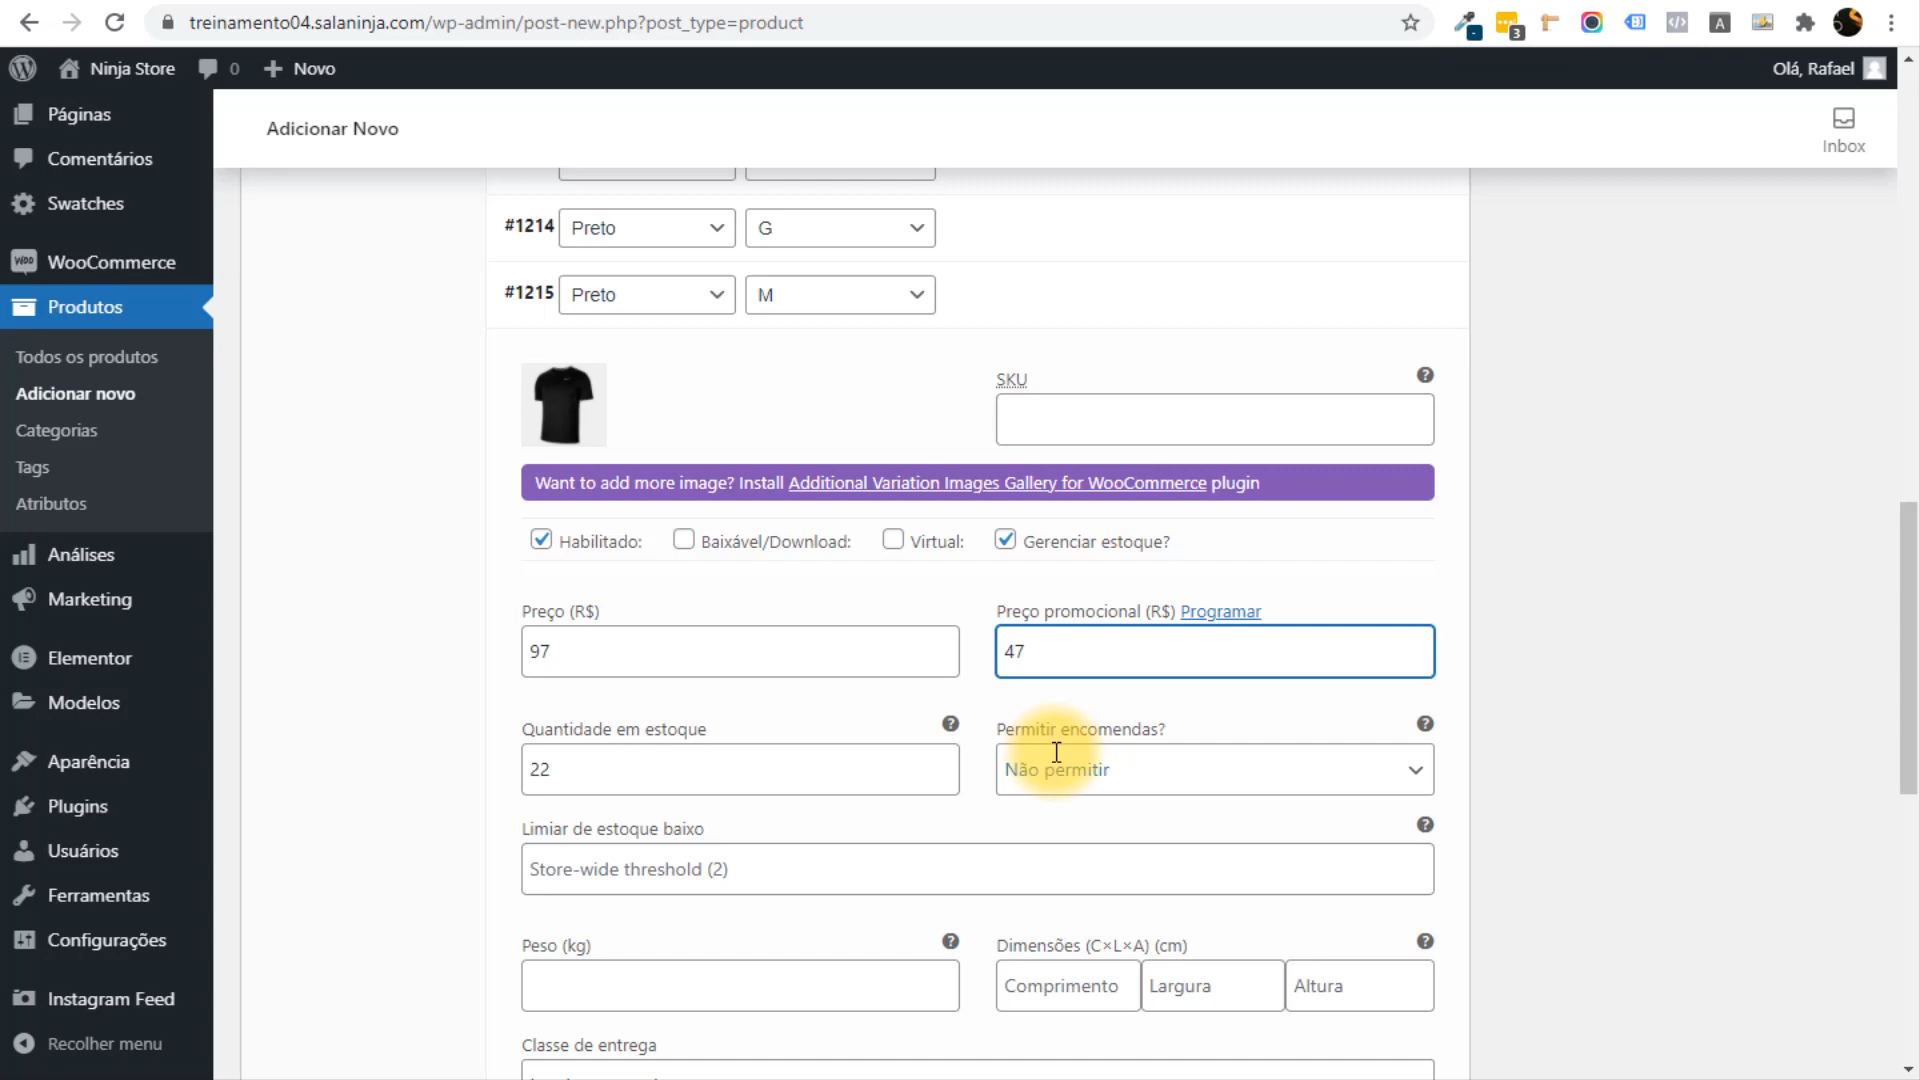 treinamento04.salaninja.com/wp-admin/post-new.php?post_type=product
3
A
Ninja Store
0
Novo
Olá, Rafael
Páginas
Comentários
Swatches
WooCommerce
Produtos
Todos os produtos
Adicionar novo
Categorias
Tags
Atributos
Análises
Marketing
Elementor
Modelos
Aparência
Plugins
Usuários
Ferramentas
Configurações
Instagram Feed
Recolher menu
Adicionar Novo
Inbox
#1214 Preto G
#1215 Preto M
SKU
Want to add more image? Install Additional Variation Images Gallery for WooCommerce plugin
Habilitado: Baixável/Download: Virtual: Gerenciar estoque?
Preço (R$)
97
Preço promocional (R$) Programar
47
Quantidade em estoque
22
Permitir encomendas?
Não permitir
Limiar de estoque baixo
Store-wide threshold (2)
Peso (kg)
Dimensões (C×L×A) (cm)
Comprimento Largura Altura
Classe de entrega